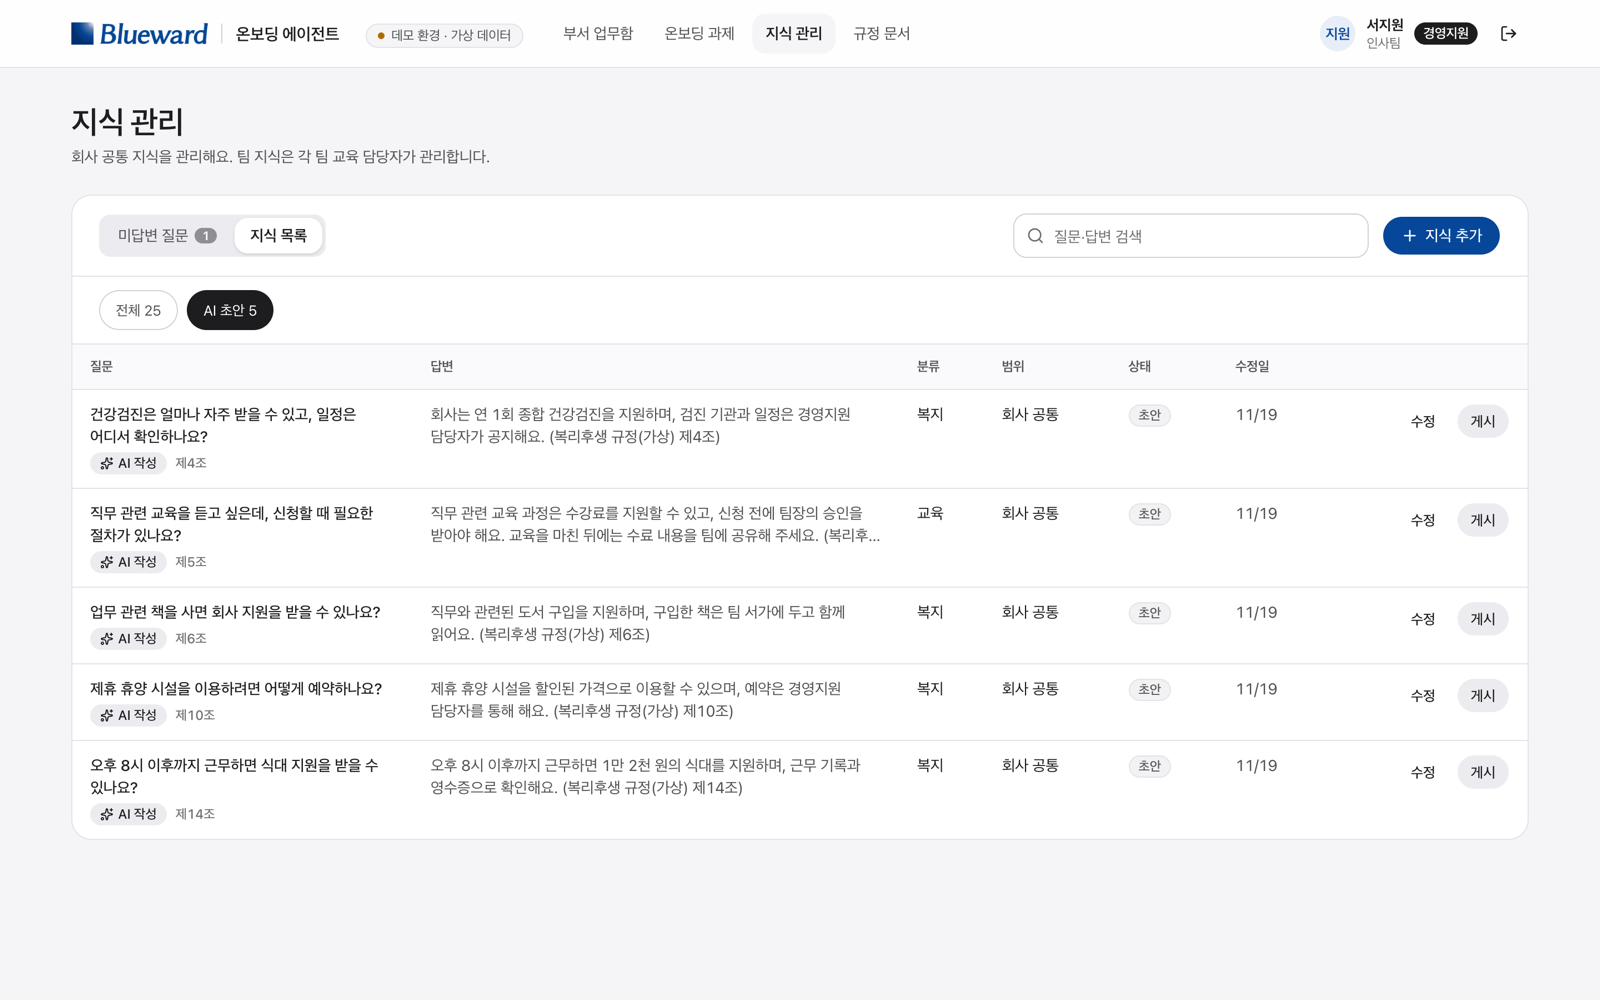 Blueward
온보딩 에이전트
데모 환경 · 가상 데이터
부서 업무함
온보딩 과제
지식 관리
규정 문서
지원
서지원
인사팀
경영지원
지식 관리
회사 공통 지식을 관리해요. 팀 지식은 각 팀 교육 담당자가 관리합니다.
미답변 질문 1
지식 목록
질문·답변 검색
+ 지식 추가
전체 25
AI 초안 5
질문
답변
분류
범위
상태
수정일
건강검진은 얼마나 자주 받을 수 있고, 일정은
어디서 확인하나요?
AI 작성
제4조
회사는 연 1회 종합 건강검진을 지원하며, 검진 기관과 일정은 경영지원
담당자가 공지해요. (복리후생 규정(가상) 제4조)
복지
회사 공통
초안
11/19
수정
게시
직무 관련 교육을 듣고 싶은데, 신청할 때 필요한
절차가 있나요?
AI 작성
제5조
직무 관련 교육 과정은 수강료를 지원할 수 있고, 신청 전에 팀장의 승인을
받아야 해요. 교육을 마친 뒤에는 수료 내용을 팀에 공유해 주세요. (복리후...
교육
회사 공통
초안
11/19
수정
게시
업무 관련 책을 사면 회사 지원을 받을 수 있나요?
AI 작성
제6조
직무와 관련된 도서 구입을 지원하며, 구입한 책은 팀 서가에 두고 함께
읽어요. (복리후생 규정(가상) 제6조)
복지
회사 공통
초안
11/19
수정
게시
제휴 휴양 시설을 이용하려면 어떻게 예약하나요?
AI 작성
제10조
제휴 휴양 시설을 할인된 가격으로 이용할 수 있으며, 예약은 경영지원
담당자를 통해 해요. (복리후생 규정(가상) 제10조)
복지
회사 공통
초안
11/19
수정
게시
오후 8시 이후까지 근무하면 식대 지원을 받을 수
있나요?
AI 작성
제14조
오후 8시 이후까지 근무하면 1만 2천 원의 식대를 지원하며, 근무 기록과
영수증으로 확인해요. (복리후생 규정(가상) 제14조)
복지
회사 공통
초안
11/19
수정
게시